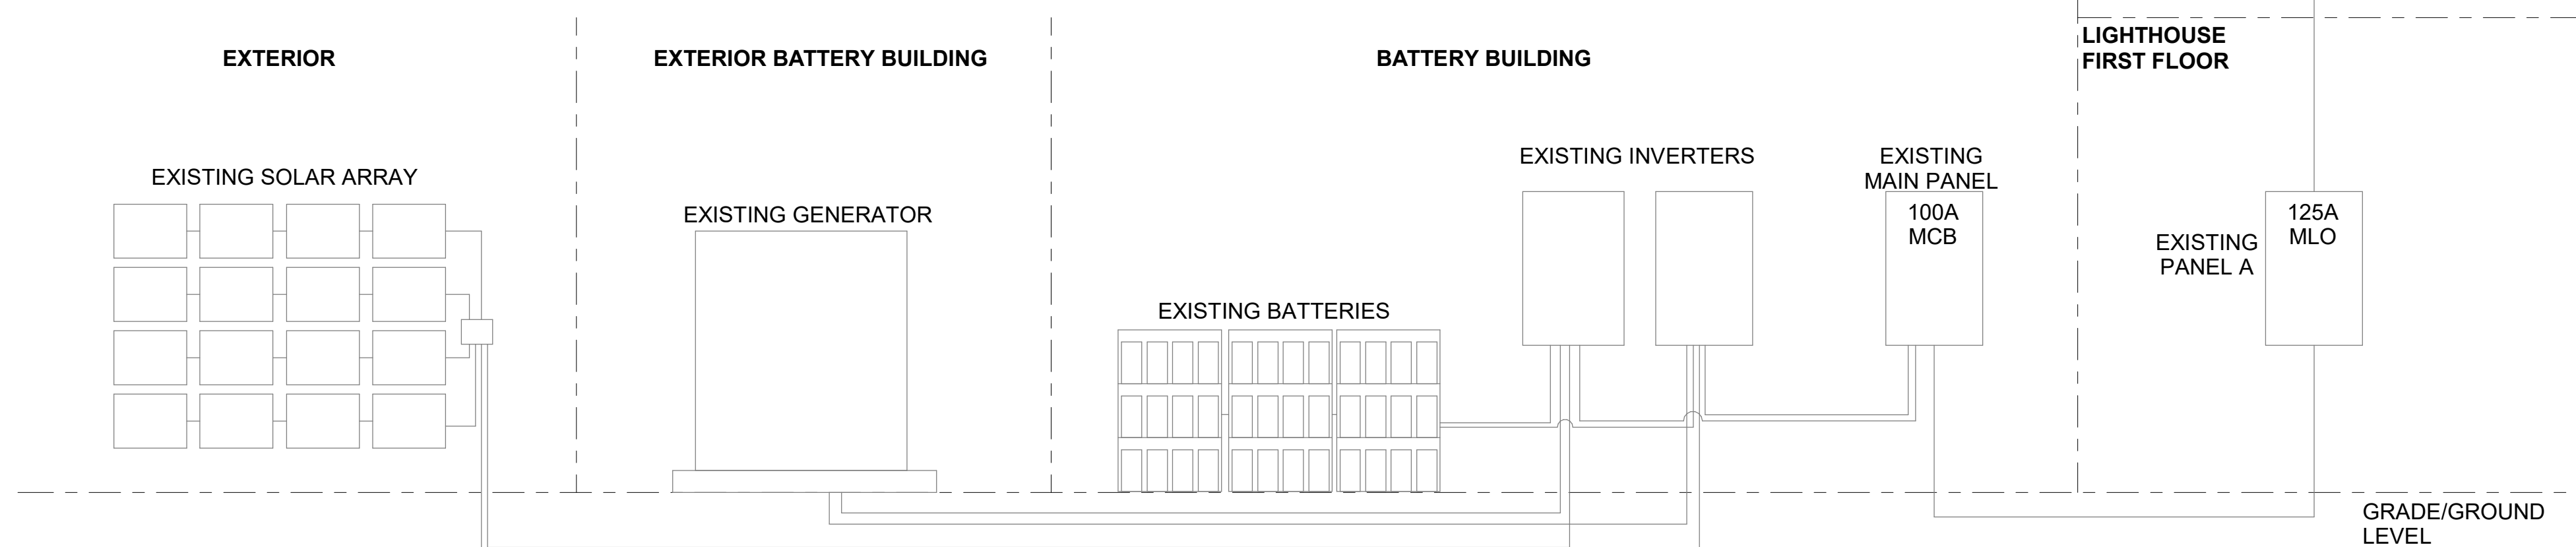 EXTERIOR
EXTERIOR BATTERY BUILDING
BATTERY BUILDING
LIGHTHOUSE
FIRST FLOOR
EXISTING SOLAR ARRAY
EXISTING GENERATOR
EXISTING BATTERIES
EXISTING INVERTERS
EXISTING
MAIN PANEL
100A
MCB
EXISTING
PANEL A
125A
MLO
GRADE/GROUND
LEVEL